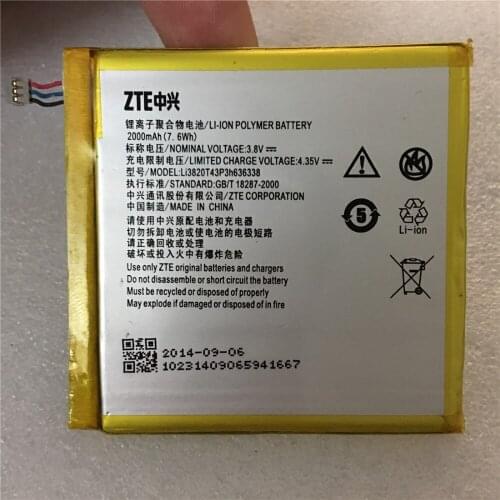 ZTE中兴
锂离子聚合物电池/LI-ION POLYMER BATTERY
2000mAh(7.6Wh)
标称电压/NOMINAL VOLTAGE:3.8V
充电限制电压/LIMITED CHARGE VOLTAGE:4.35V
型号/MODEL:Li3820T43P3h636338
执行标准/STANDARD:GB/T 18287-2000
中兴通讯股份有限公司/ZTE CORPORATION
中国制造/MADE IN CHINA
请使用中兴原配电池和充电器
切勿拆卸电池或使电池的电极短路
请正确回收或处理
破坏或投入火中有爆炸危险
5
Li-ion
Use only ZTE original batteries and chargers
Do not disassemble or short circuit battery
Must be recycled or disposed of properly
May explode if damaged or disposed of in fire
2014-09-06
10231409065941667